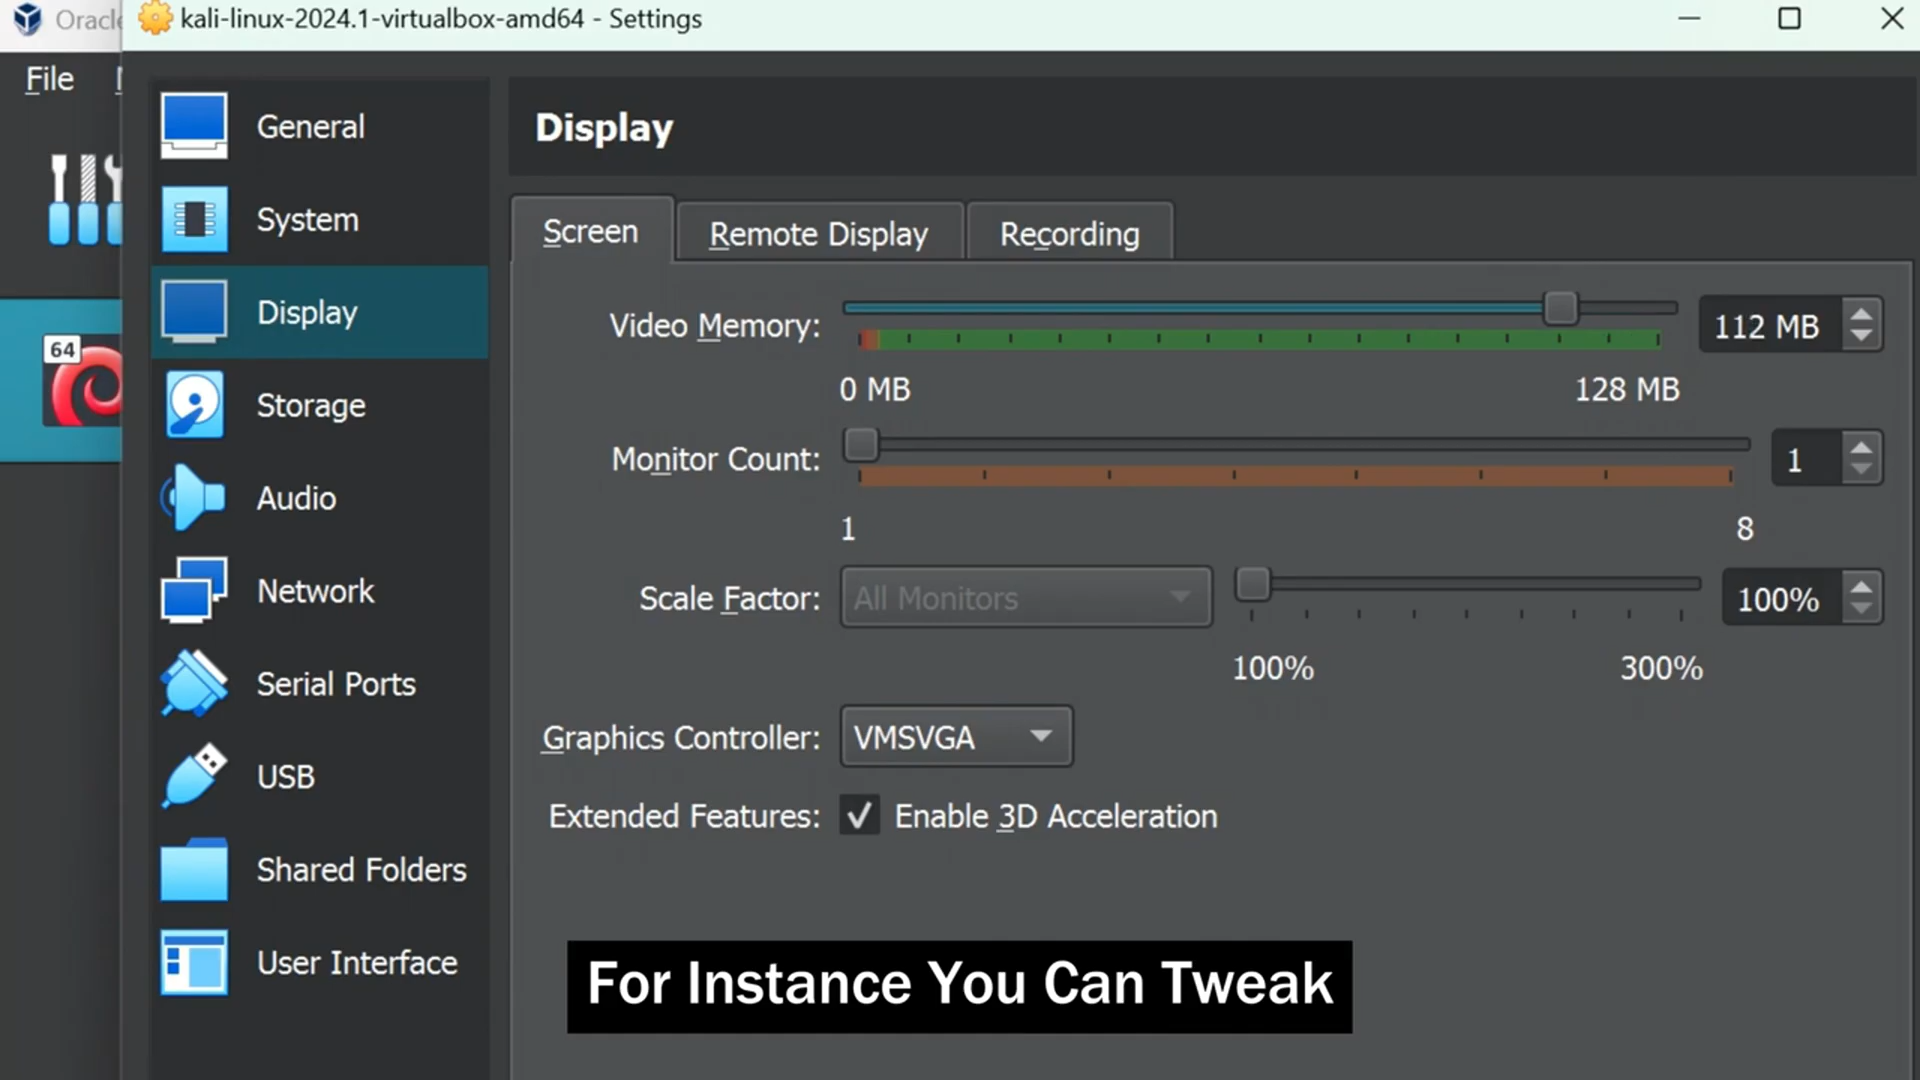 Oracle
kali-linux-2024.1-virtualbox-amd64 - Settings
File
General
System
Display
Storage
Audio
Network
Serial Ports
USB
Shared Folders
User Interface
64
Display
Screen
Remote Display
Recording
Video Memory:
112 MB
0 MB
128 MB
Monitor Count:
1
1
8
Scale Factor:
All Monitors
100%
100%
300%
Graphics Controller:
VMSVGA
Extended Features:
Enable 3D Acceleration
For Instance You Can Tweak